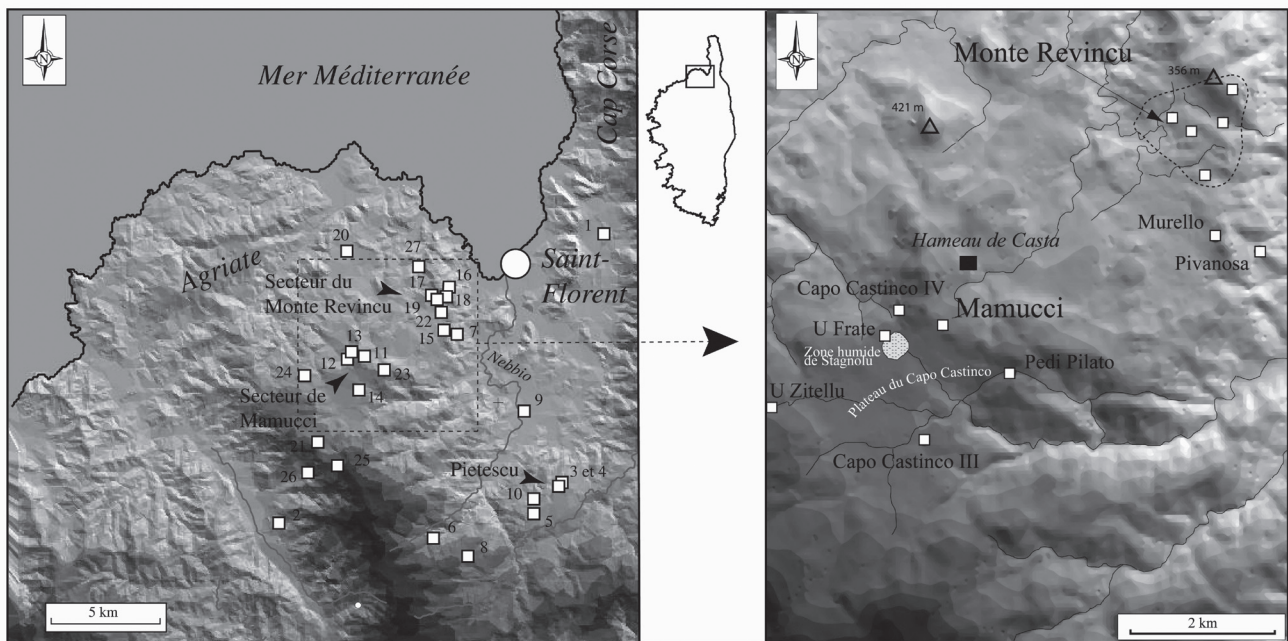 N
Mer Méditerranée
Cap Corse
1
20
27
Agriate
16
Saint-
Florent
17
Secteur du
Monte Revincu
18
19
22
15
7
13
12
11
24
23
Nebbio
Secteur de
Mamucci
14
9
21
25
26
Pietescu
3 et 4
10
2
5
6
8
5 km
N
Monte Revincu
356 m
421 m
Murello
Hameau de Casta
Pivanosa
Capo Castinco IV
Mamucci
U Frate
Zone humide
de Stagnolu
Pedi Pilato
Plateau du Capo Castinco
U Zitellu
Capo Castinco III
2 km